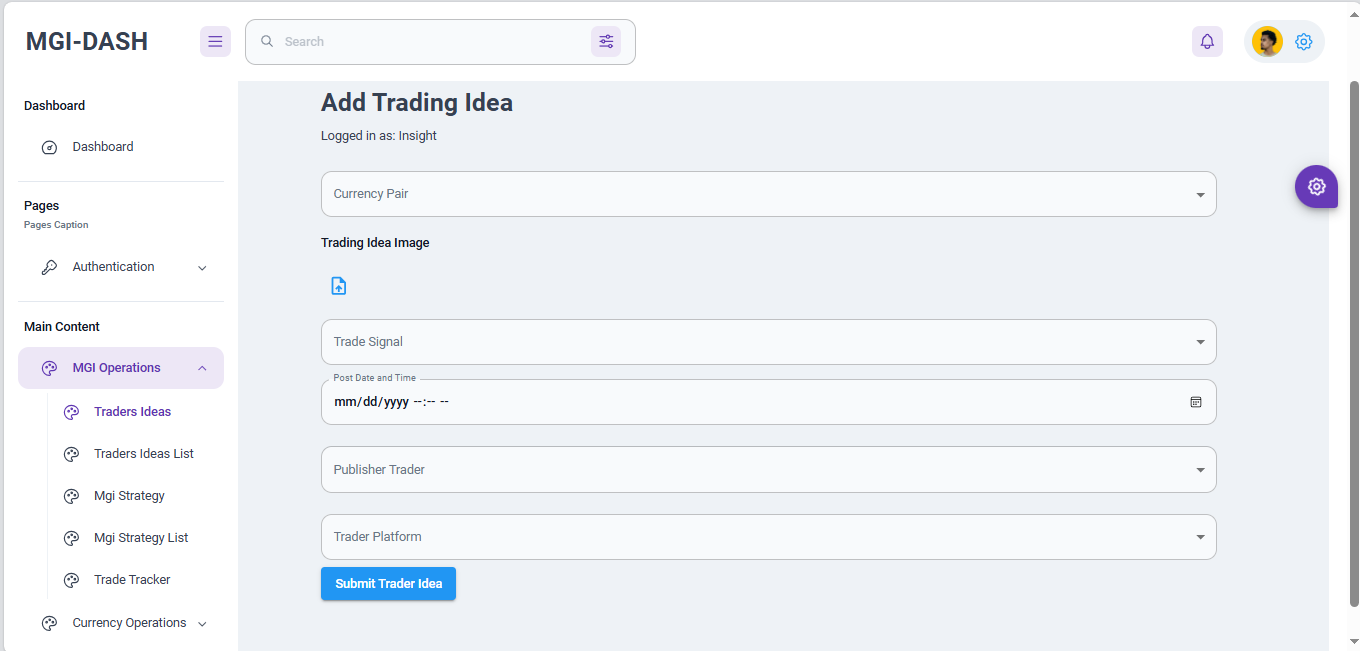 MGI-DASH
Search
Dashboard
Dashboard
Pages
Pages Caption
Authentication
Main Content
MGI Operations
Traders Ideas
Traders Ideas List
Mgi Strategy
Mgi Strategy List
Trade Tracker
Currency Operations
Add Trading Idea
Logged in as: Insight
Currency Pair
Trading Idea Image
Trade Signal
Post Date and Time
mm/dd/yyyy --:-- --
Publisher Trader
Trader Platform
Submit Trader Idea